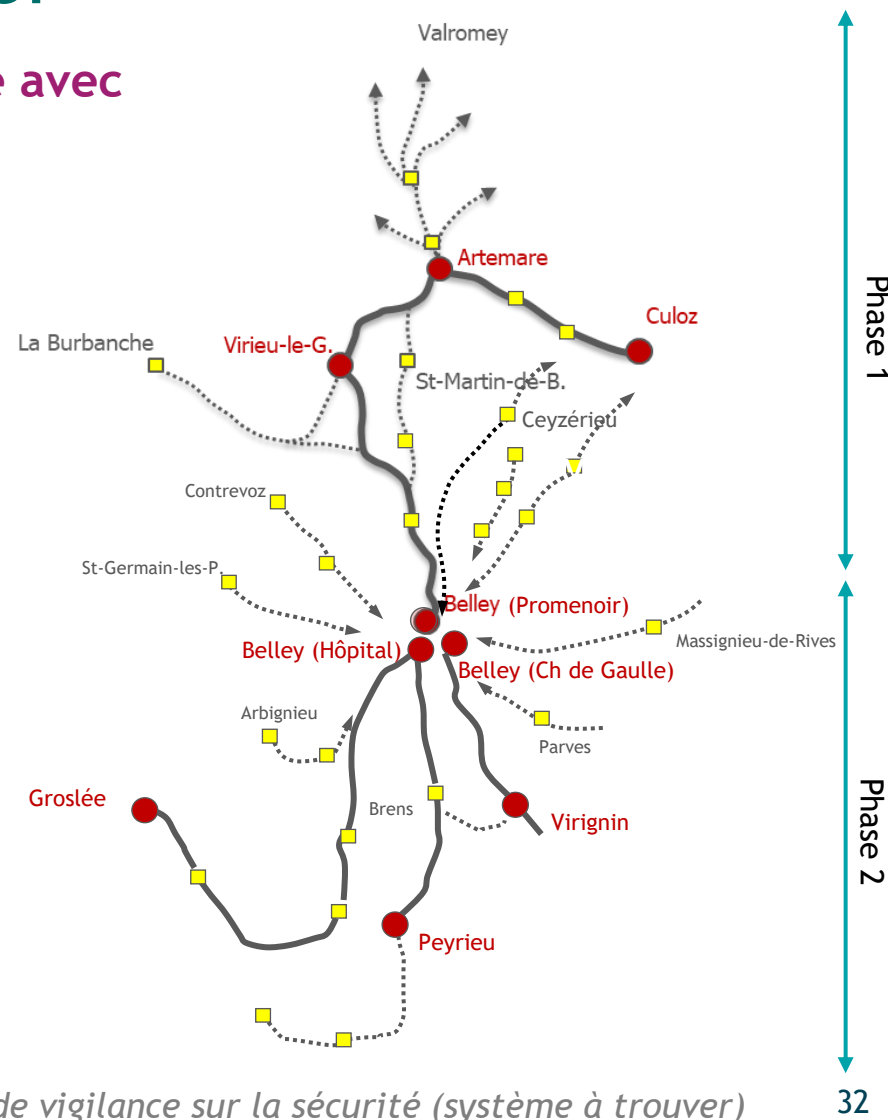 e avec
Valromey
Artemare
Culoz
La Burbanche
Virieu-le-G.
St-Martin-de-B.
Ceyzérieu
Phase 1
Contrevoz
St-Germain-les-P.
Belley (Promenoir)
Massignieu-de-Rives
Belley (Hôpital)
Belley (Ch de Gaulle)
Arbignieu
Parves
Groslée
Brens
Virignin
Phase 2
Peyrieu
de vigilance sur la sécurité (système à trouver)
32